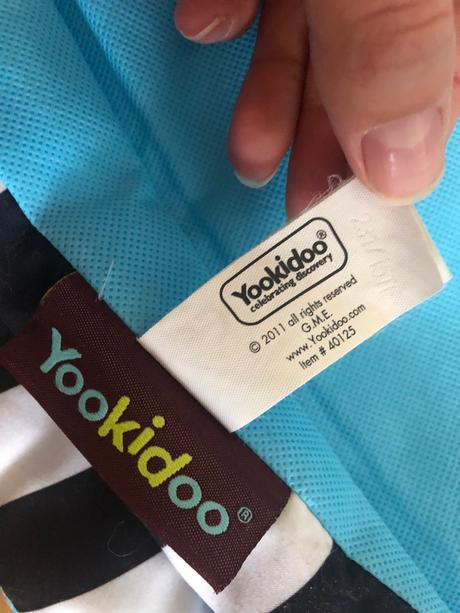 Yookidoo®
celebrating discovery
© 2011 all rights reserved
G.M.E.
www.Yookidoo.com
Item # 40125
Yookidoo®